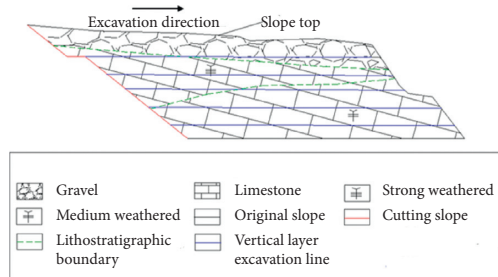 Excavation direction
Slope top
Gravel
Limestone
Strong weathered
Medium weathered
Original slope
Cutting slope
Lithostratigraphic
boundary
Vertical layer
excavation line